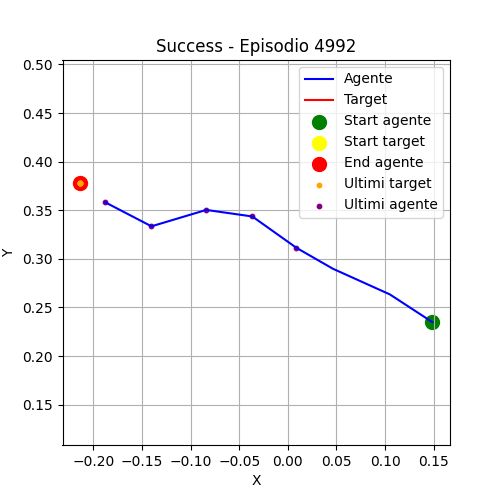 Success - Episodio 4992
Y
0.50
0.45
0.40
0.35
0.30
0.25
0.20
0.15
Agente
Target
Start agente
Start target
End agente
Ultimi target
Ultimi agente
−0.20 −0.15 −0.10 −0.05 0.00 0.05 0.10 0.15
X